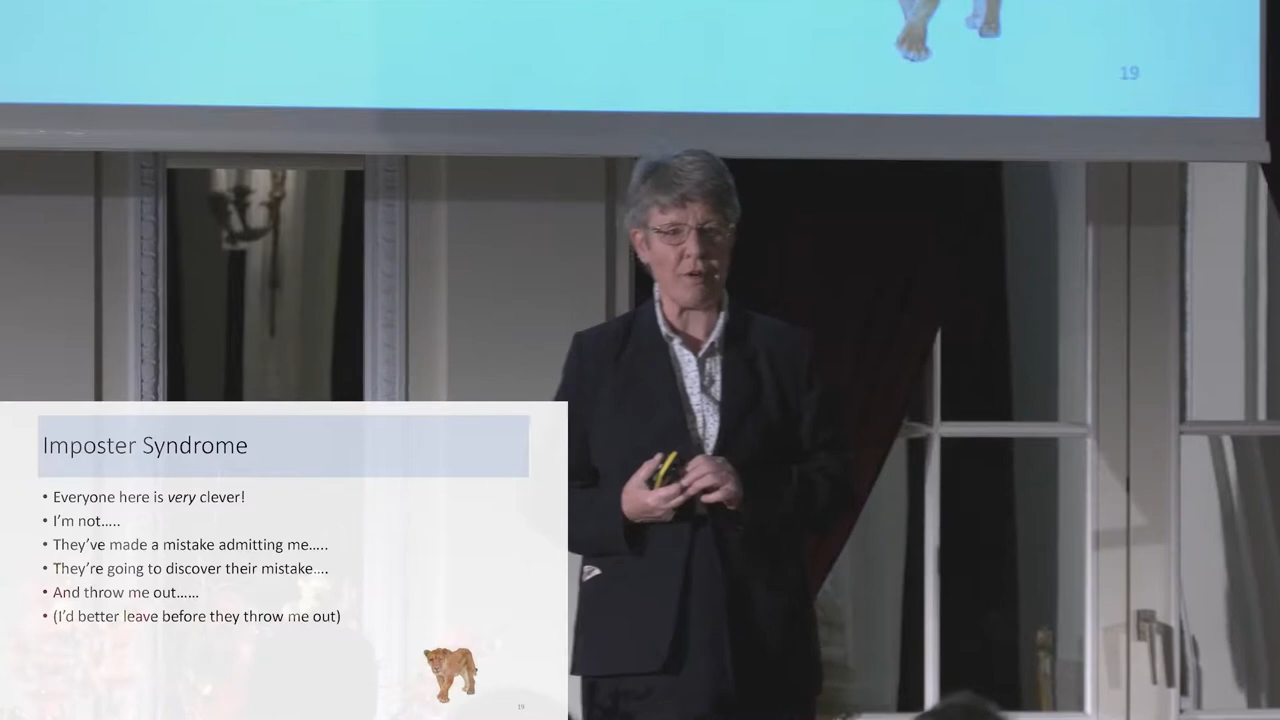 19
Imposter Syndrome
• Everyone here is very clever!
• I'm not…..
• They've made a mistake admitting me…..
• They're going to discover their mistake….
• And throw me out……
• (I'd better leave before they throw me out)
19